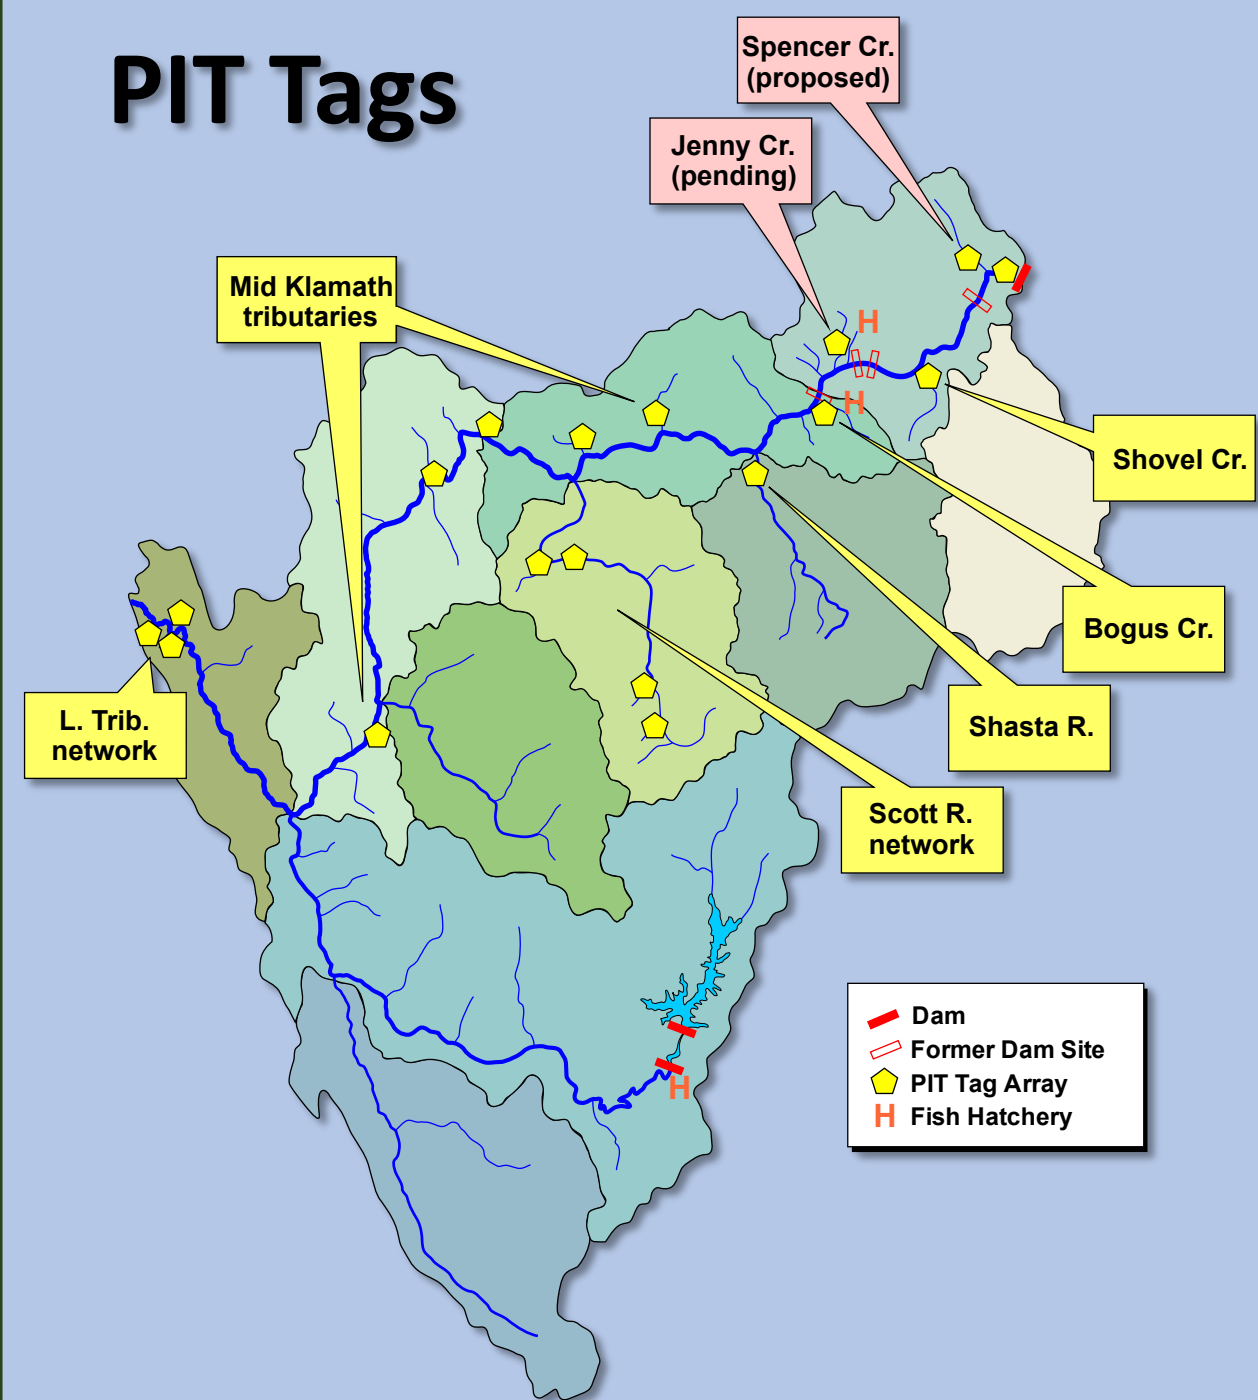 PIT Tags
Spencer Cr.
(proposed)
Jenny Cr.
(pending)
Mid Klamath
tributaries
H
H
Shovel Cr.
Bogus Cr.
Shasta R.
L. Trib.
network
Scott R.
network
H
Dam
Former Dam Site
PIT Tag Array
H Fish Hatchery